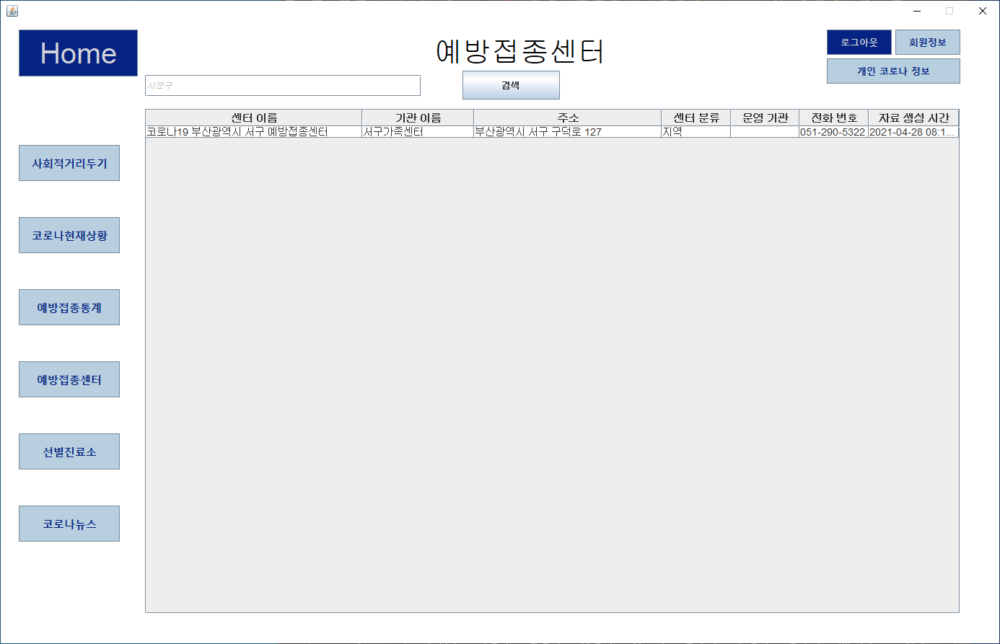 Home
예방접종센터
로그아웃
회원정보
개인 코로나 정보
시군구
검색
센터 이름 기관 이름 주소 센터 분류 운영 기관 전화 번호 자료 생성 시간
코로나19 부산광역시 서구 예방접종센터 서구가족센터 부산광역시 서구 구덕로 127 지역 051-290-5322 2021-04-28 08:1...
사회적거리두기
코로나현재상황
예방접종통계
예방접종센터
선별진료소
코로나뉴스